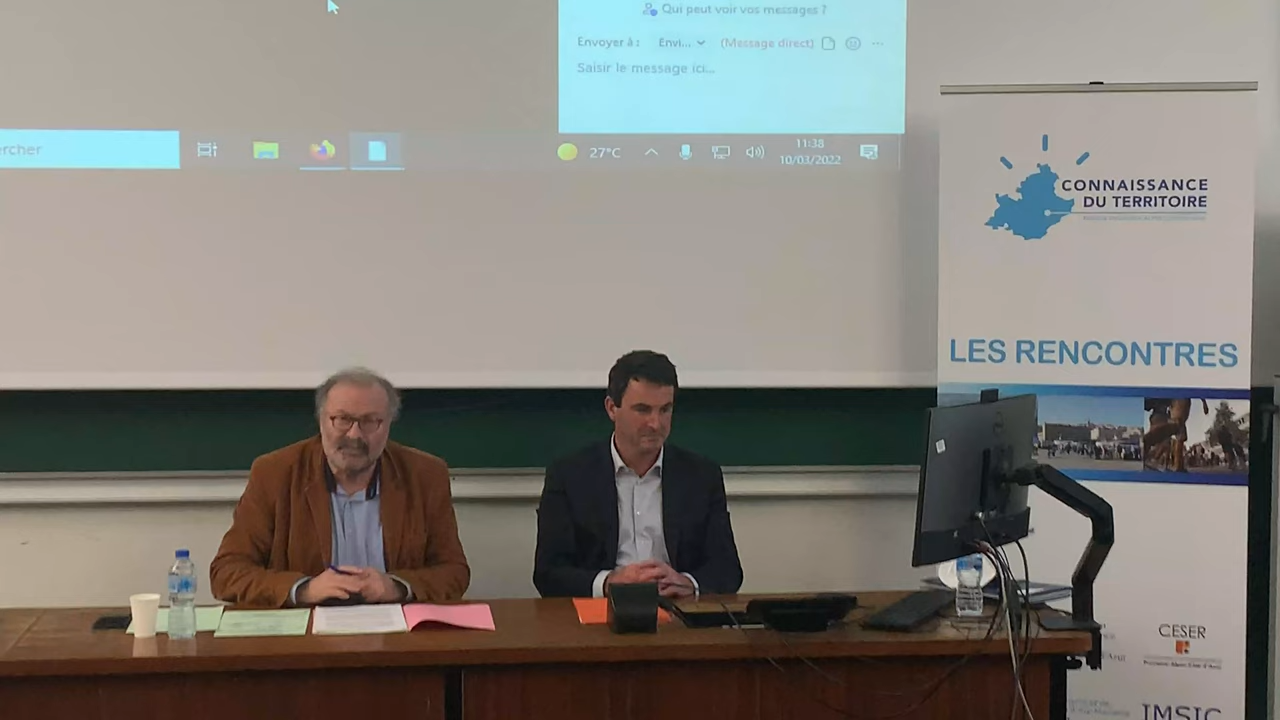 Qui peut voir vos messages ?
Envoyer à : Envi... (Message direct)
Saisir le message ici...
rcher
27°C
11:38
10/03/2022
CONNAISSANCE
DU TERRITOIRE
LES RENCONTRES
CESER
IMSIC